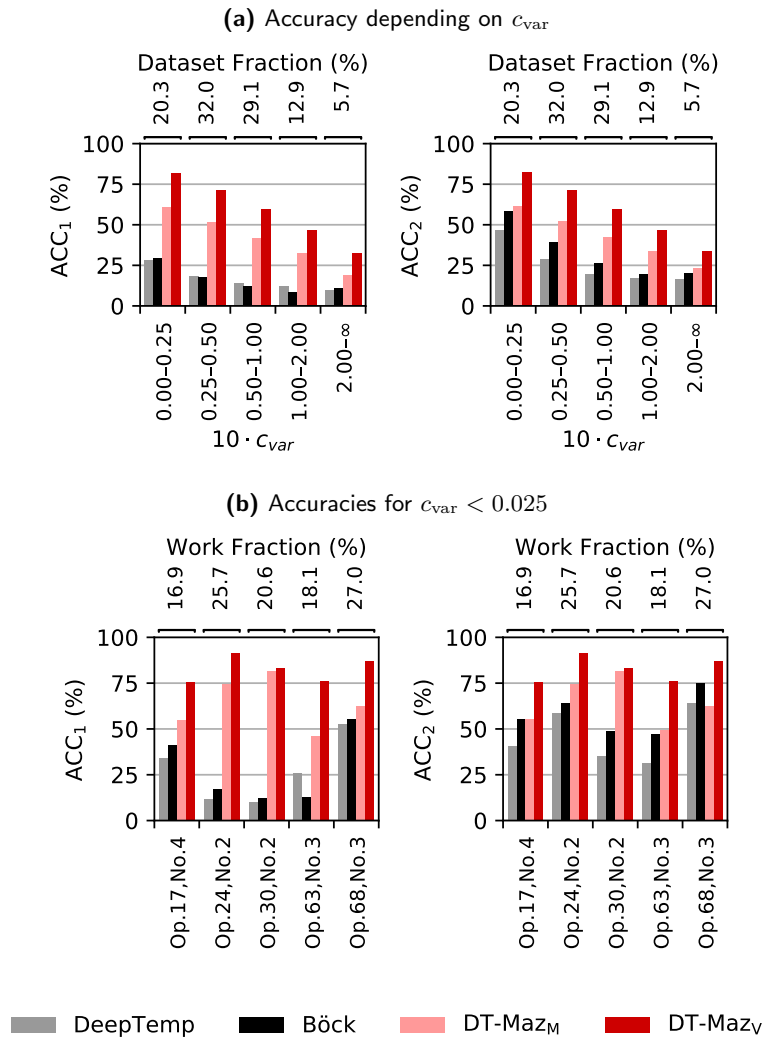 (a) Accuracy depending on c_var
Dataset Fraction (%)
20.3 32.0 29.1 12.9 5.7
ACC₁ (%)
100
75
50
25
0
0.00–0.25 0.25–0.50 0.50–1.00 1.00–2.00 2.00–∞
10 · c_var
Dataset Fraction (%)
20.3 32.0 29.1 12.9 5.7
ACC₂ (%)
100
75
50
25
0
0.00–0.25 0.25–0.50 0.50–1.00 1.00–2.00 2.00–∞
10 · c_var
(b) Accuracies for c_var < 0.025
Work Fraction (%)
16.9 25.7 20.6 18.1 27.0
ACC₁ (%)
100
75
50
25
0
Op.17,No.4 Op.24,No.2 Op.30,No.2 Op.63,No.3 Op.68,No.3
Work Fraction (%)
16.9 25.7 20.6 18.1 27.0
ACC₂ (%)
100
75
50
25
0
Op.17,No.4 Op.24,No.2 Op.30,No.2 Op.63,No.3 Op.68,No.3
DeepTemp Böck DT-Maz_M DT-Maz_V